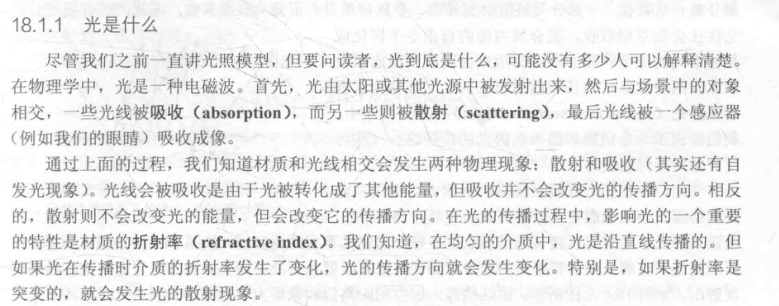 18.1.1 光是什么
尽管我们之前一直讲光照模型，但要问读者，光到底是什么，可能没有多少人可以解释清楚。
在物理学中，光是一种电磁波。首先，光由太阳或其他光源中被发射出来，然后与场景中的对象
相交，一些光线被吸收（absorption），而另一些则被散射（scattering），最后光线被一个感应器
（例如我们的眼睛）吸收成像。
通过上面的过程，我们知道材质和光线相交会发生两种物理现象：散射和吸收（其实还有自
发光现象）。光线会被吸收是由于光被转化成了其他能量，但吸收并不会改变光的传播方向。相反
的，散射则不会改变光的能量，但会改变它的传播方向。在光的传播过程中，影响光的一个重要
的特性是材质的折射率（refractive index）。我们知道，在均匀的介质中，光是沿直线传播的。但
如果光在传播时介质的折射率发生了变化，光的传播方向就会发生变化。特别是，如果折射率是
突变的，就会发生光的散射现象。